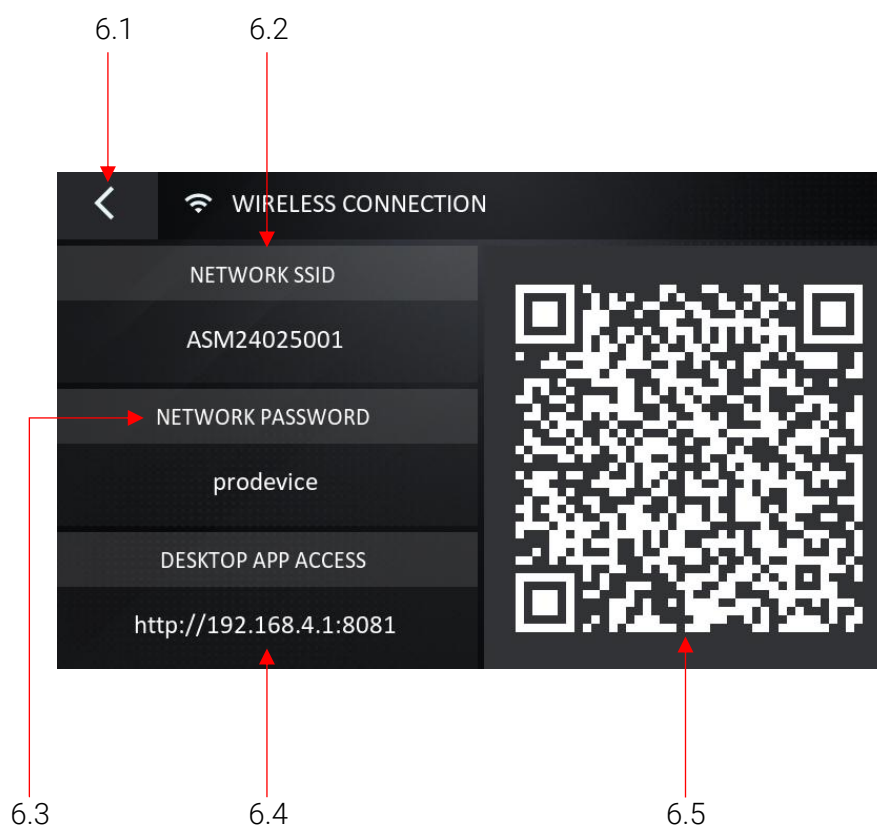 6.1 6.2
WIRELESS CONNECTION
NETWORK SSID
ASM24025001
NETWORK PASSWORD
prodevice
DESKTOP APP ACCESS
http://192.168.4.1:8081
6.3 6.4 6.5